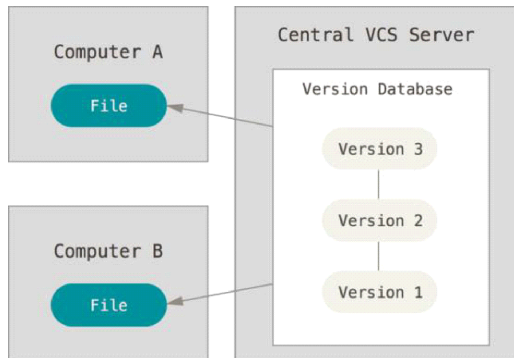 Computer A
File
Computer B
File
Central VCS Server
Version Database
Version 3
Version 2
Version 1